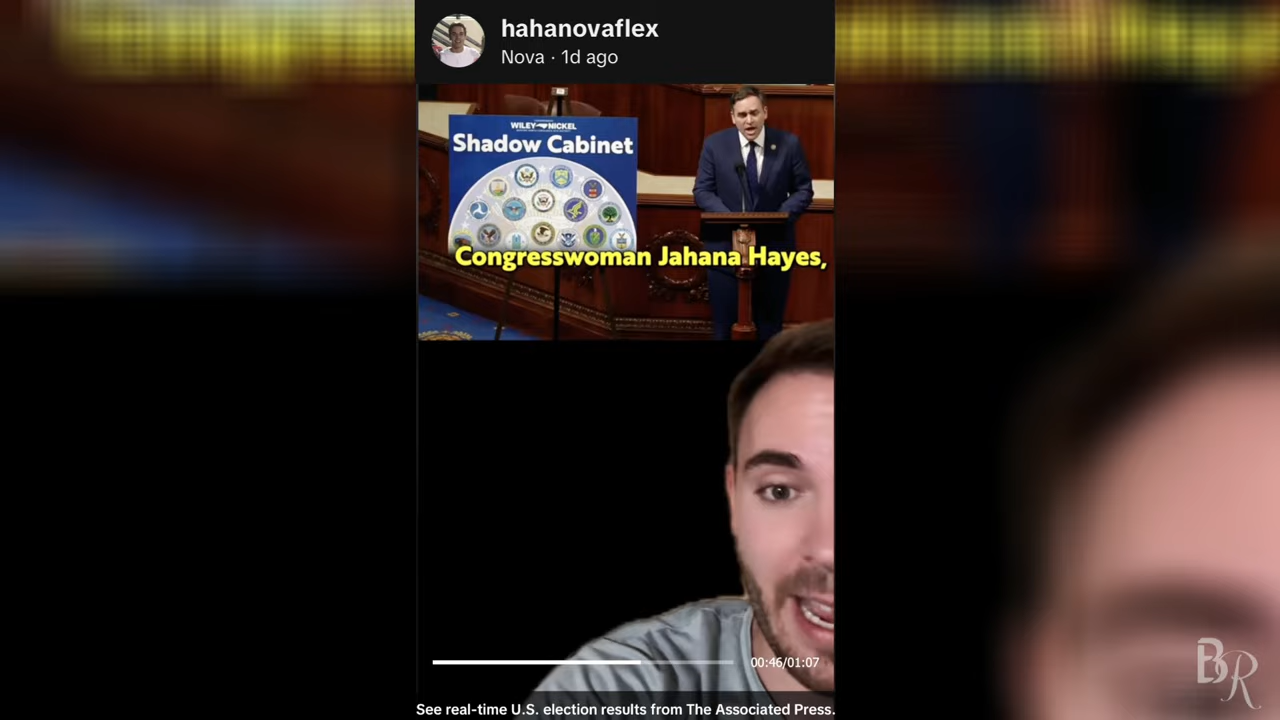 hahanovaflex
Nova · 1d ago
WILEY NICKEL
Shadow Cabinet
Congresswoman Jahana Hayes,
00:46/01:07
See real-time U.S. election results from The Associated Press.
BR